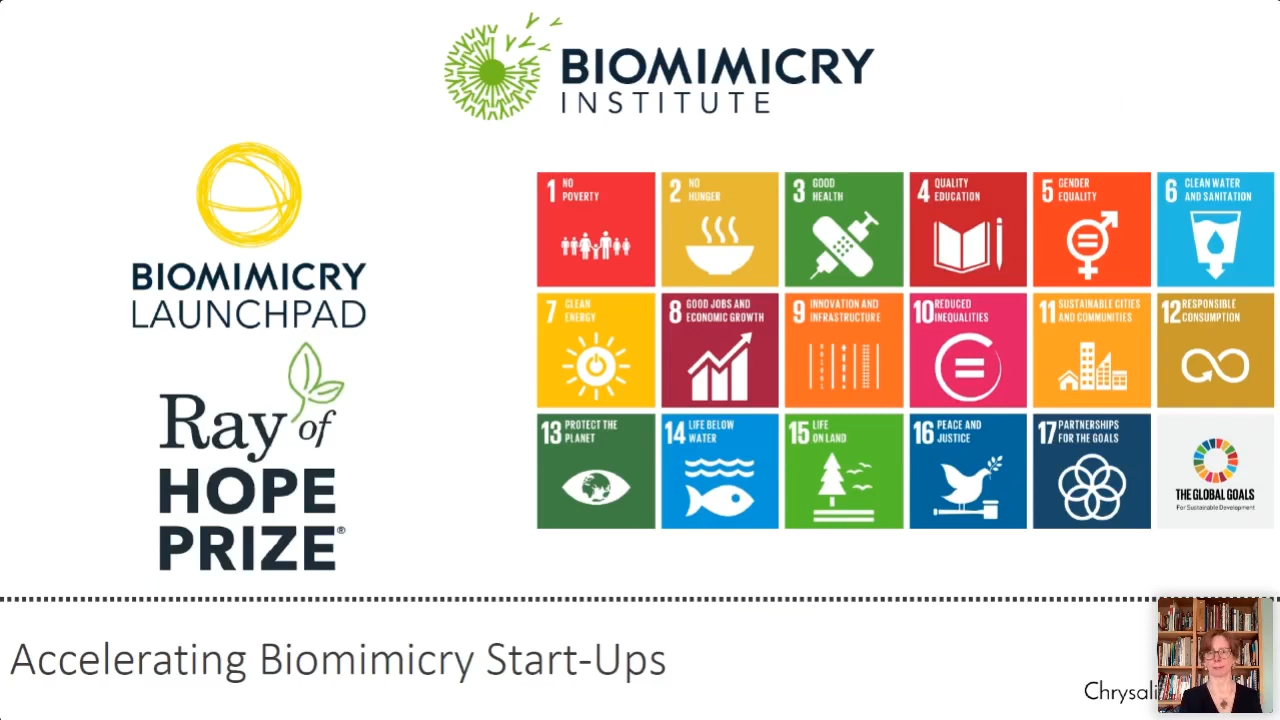 BIOMIMICRY
INSTITUTE
BIOMIMICRY
LAUNCHPAD
Ray of
HOPE
PRIZE®
1 NO
POVERTY
2 NO
HUNGER
3 GOOD
HEALTH
4 QUALITY
EDUCATION
5 GENDER
EQUALITY
6 CLEAN WATER
AND SANITATION
7 CLEAN
ENERGY
8 GOOD JOBS AND
ECONOMIC GROWTH
9 INNOVATION AND
INFRASTRUCTURE
10 REDUCED
INEQUALITIES
11 SUSTAINABLE CITIES
AND COMMUNITIES
12 RESPONSIBLE
CONSUMPTION
13 PROTECT THE
PLANET
14 LIFE BELOW
WATER
15 LIFE
ON LAND
16 PEACE AND
JUSTICE
17 PARTNERSHIPS
FOR THE GOALS
THE GLOBAL GOALS
For Sustainable Development
Accelerating Biomimicry Start-Ups